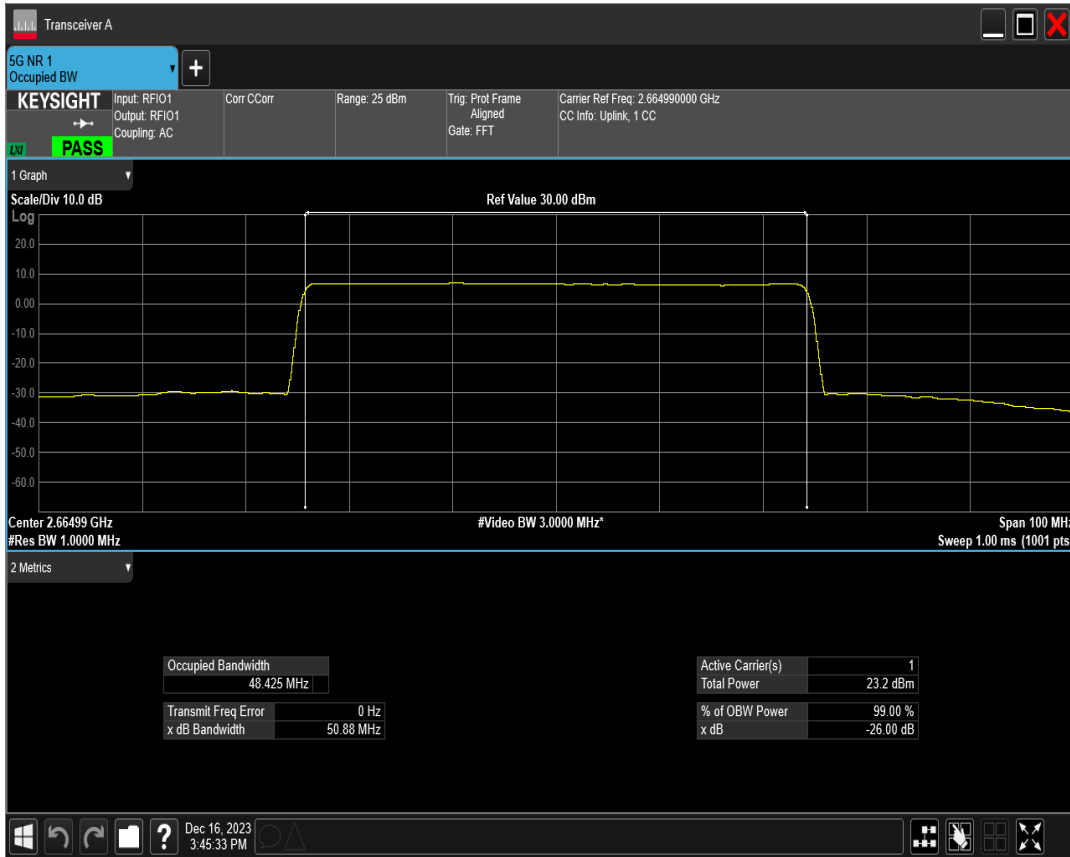 Transceiver A
5G NR 1
Occupied BW
+
KEYSIGHT
LXI
PASS
Input: RFIO1
Output: RFIO1
Coupling: AC
Corr CCorr
Range: 25 dBm
Trig: Prot Frame
Aligned
Gate: FFT
Carrier Ref Freq: 2.664990000 GHz
CC Info: Uplink, 1 CC
1 Graph
Scale/Div 10.0 dB
Ref Value 30.00 dBm
Log
20.0
10.0
0.00
-10.0
-20.0
-30.0
-40.0
-50.0
-60.0
Center 2.66499 GHz
#Video BW 3.0000 MHz*
Span 100 MHz
#Res BW 1.0000 MHz
Sweep 1.00 ms (1001 pts
2 Metrics
Occupied Bandwidth
48.425 MHz
Transmit Freq Error 0 Hz
x dB Bandwidth 50.88 MHz
Active Carrier(s) 1
Total Power 23.2 dBm
% of OBW Power 99.00 %
x dB -26.00 dB
?
Dec 16, 2023
3:45:33 PM